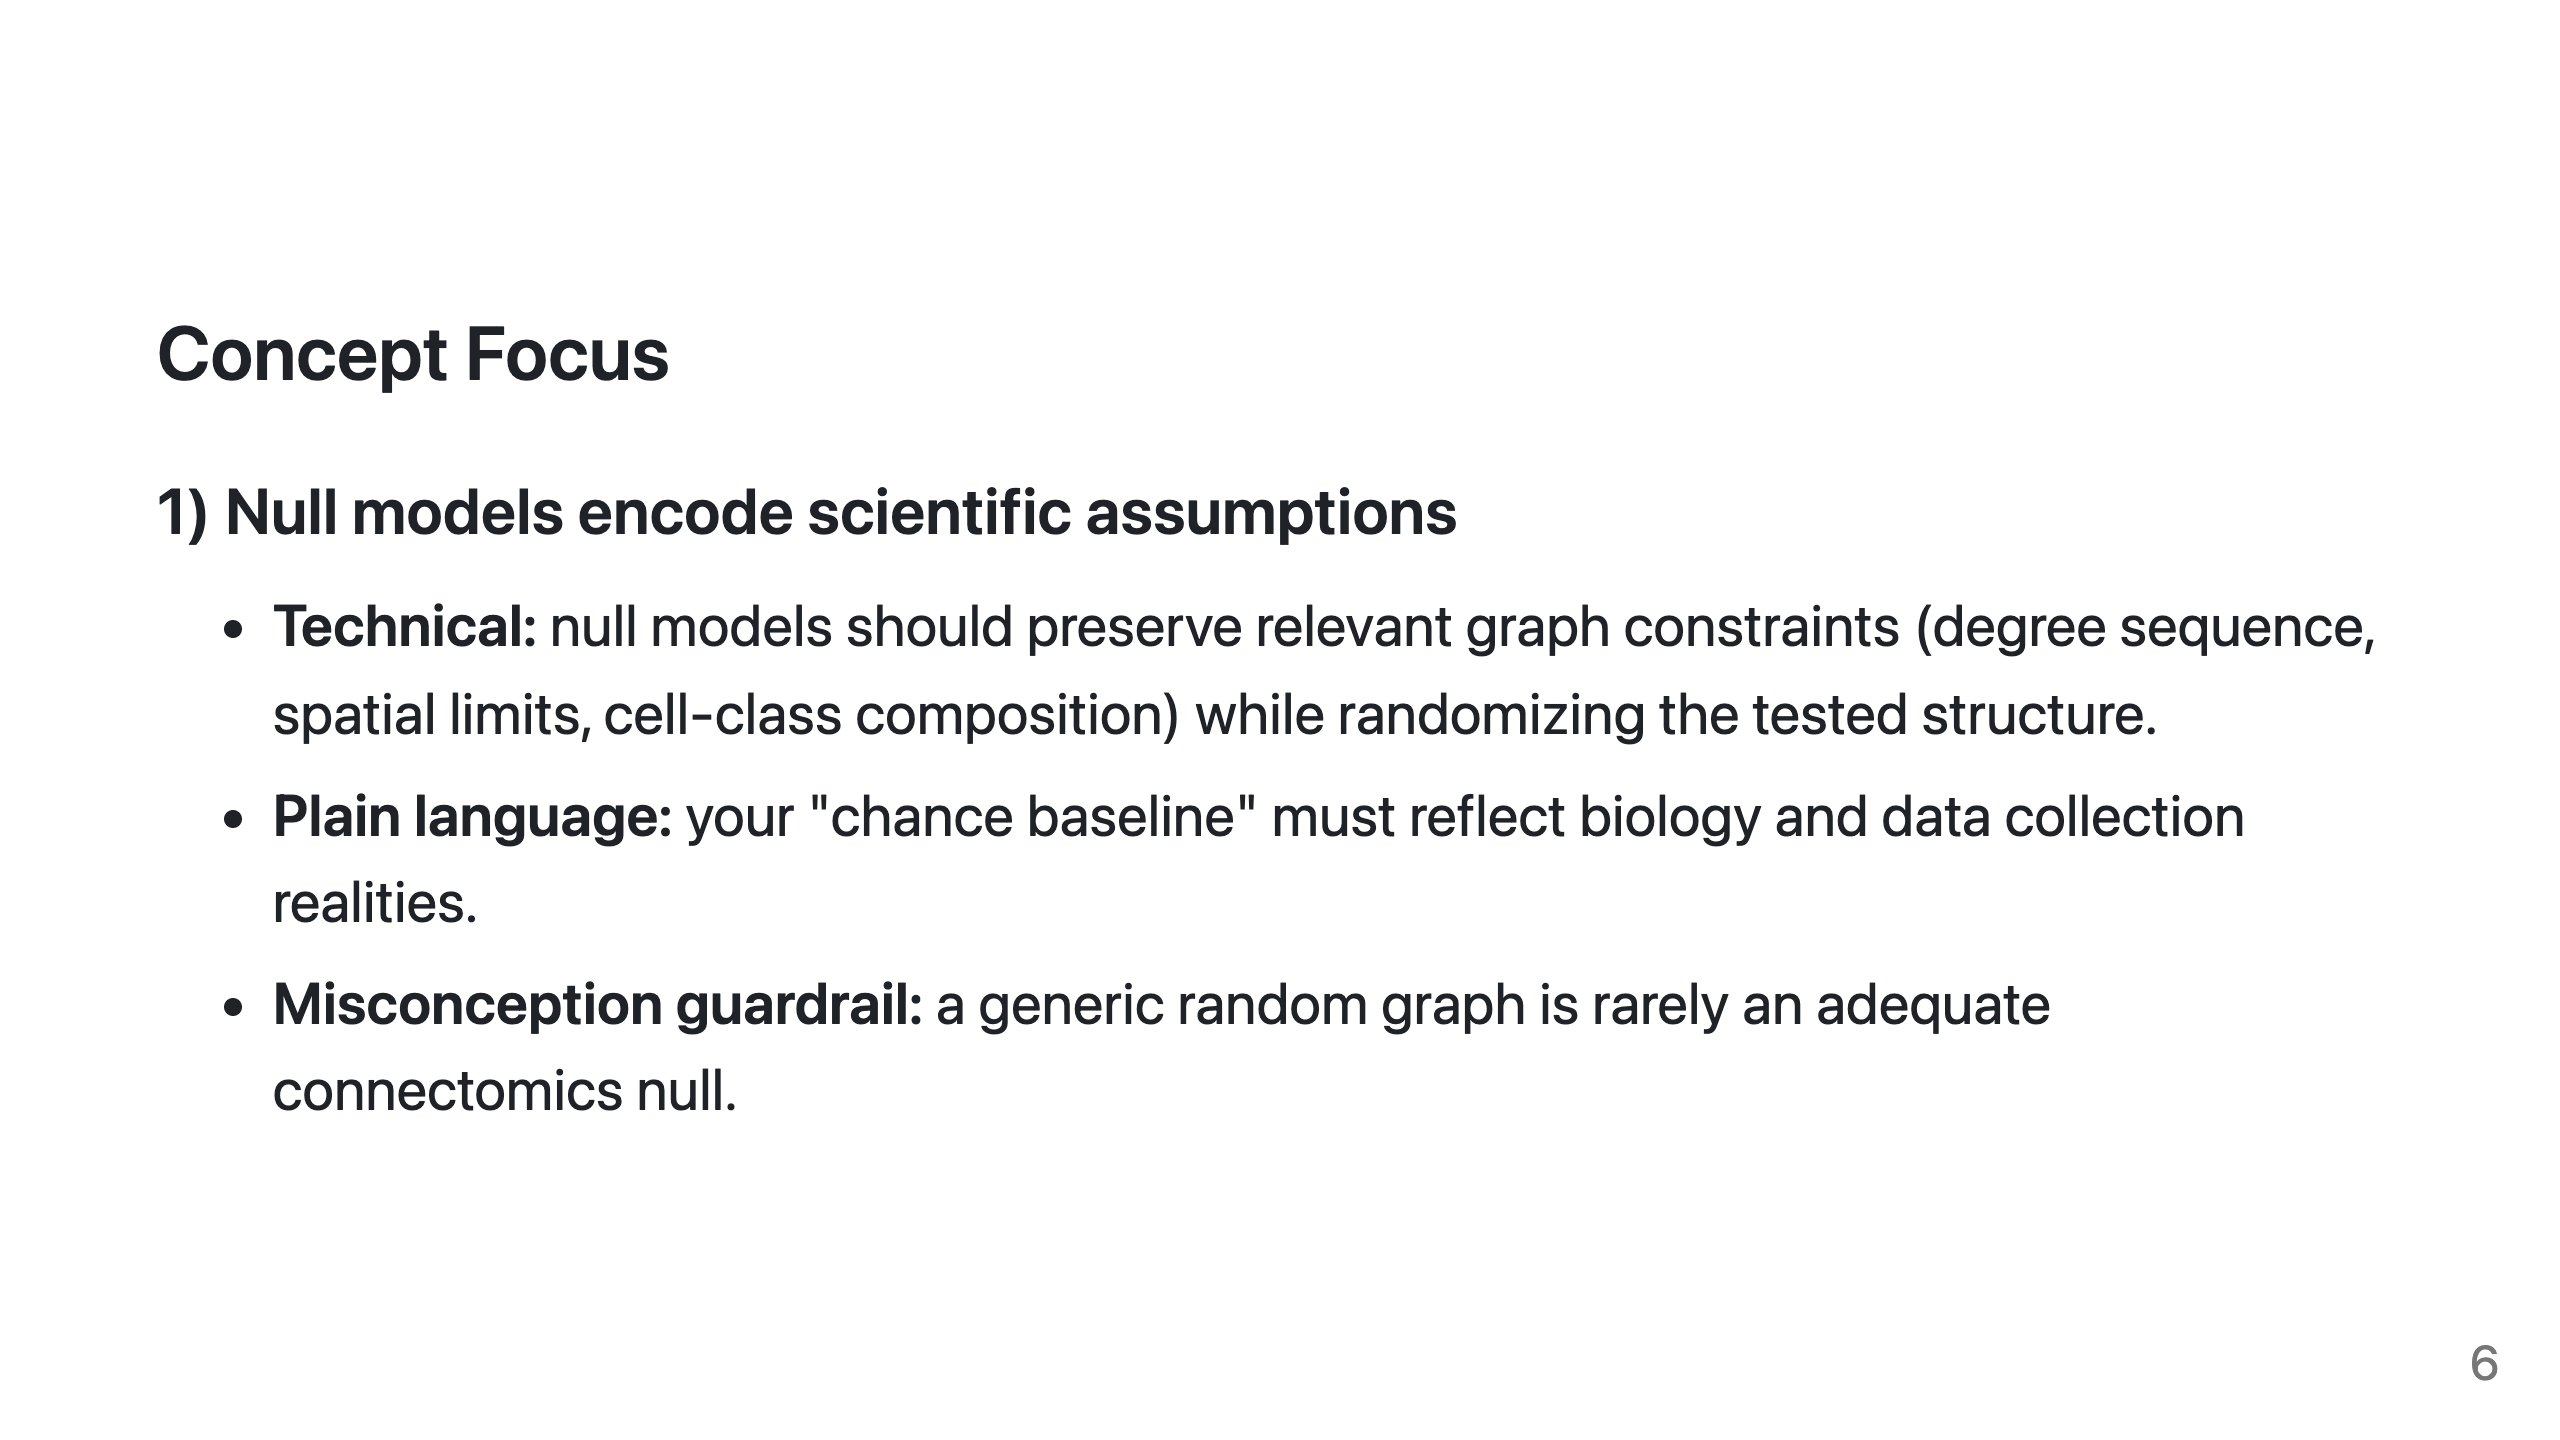 Concept Focus
1) Null models encode scientific assumptions
• Technical: null models should preserve relevant graph constraints (degree sequence,
spatial limits, cell-class composition) while randomizing the tested structure.
• Plain language: your "chance baseline" must reflect biology and data collection
realities.
• Misconception guardrail: a generic random graph is rarely an adequate
connectomics null.
6